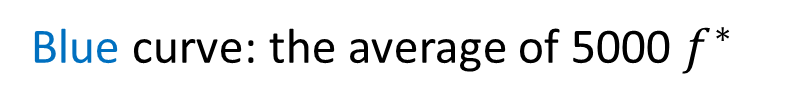 Blue curve: the average of 5000 𝑓*